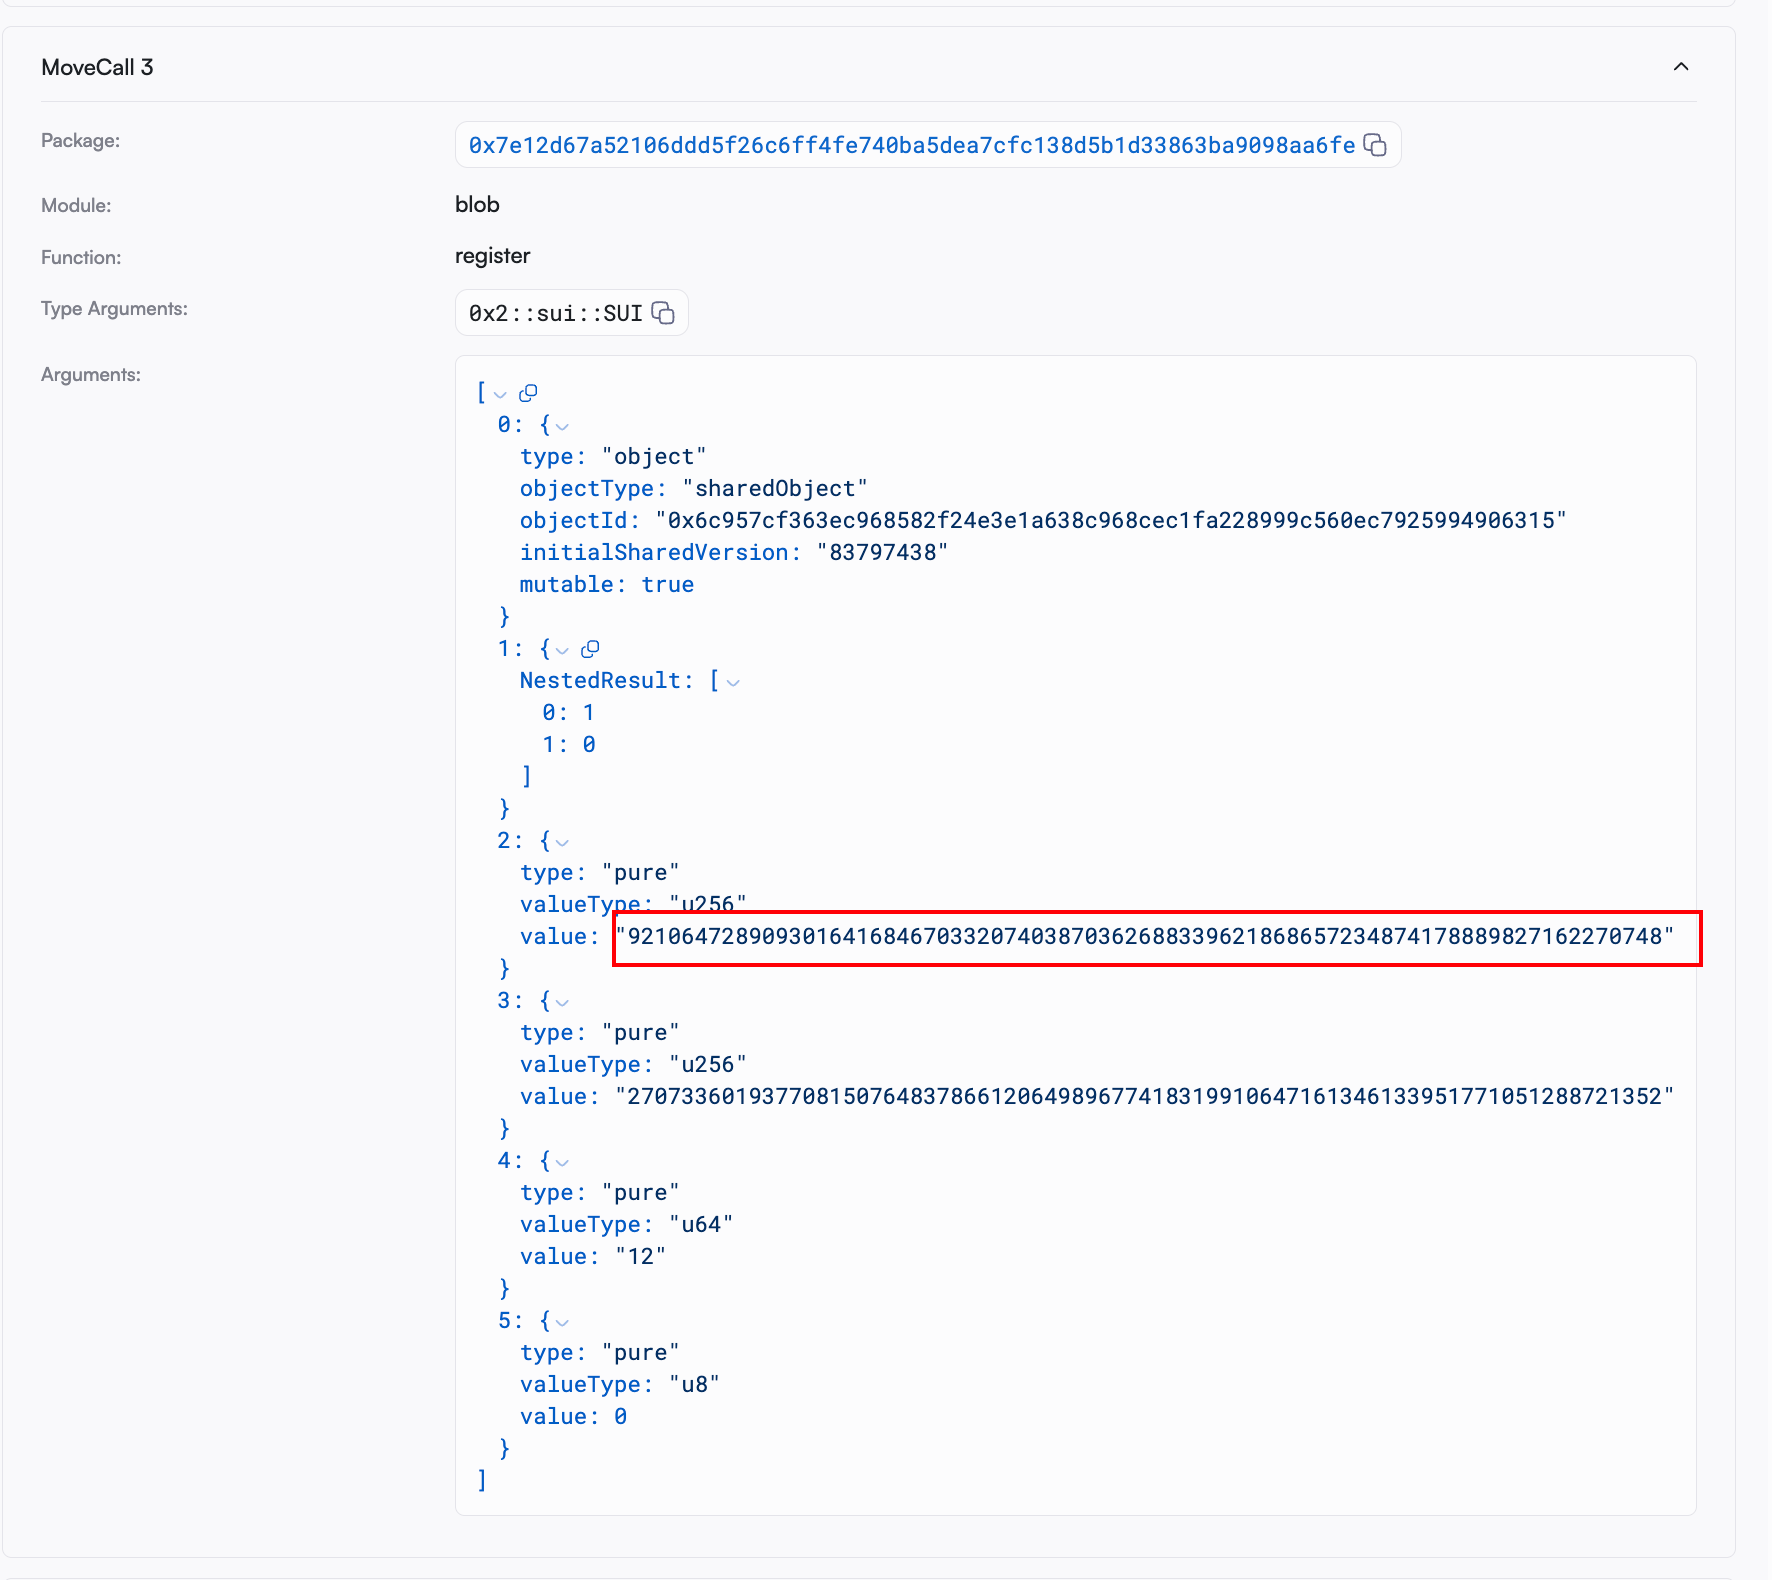 MoveCall 3
Package: 0x7e12d67a52106ddd5f26c6ff4fe740ba5dea7cfc138d5b1d33863ba9098aa6fe
Module: blob
Function: register
Type Arguments: 0x2::sui::SUI
Arguments:
[
0: {
type: "object"
objectType: "sharedObject"
objectId: "0x6c957cf363ec968582f24e3e1a638c968cec1fa228999c560ec7925994906315"
initialSharedVersion: "83797438"
mutable: true
}
1: {
NestedResult: [
0: 1
1: 0
]
}
2: {
type: "pure"
valueType: "u256"
value: "92106472890930164168467033207403870362688339621868657234874178889827162270748"
}
3: {
type: "pure"
valueType: "u256"
value: "27073360193770815076483786612064989677418319910647161346133951771051288721352"
}
4: {
type: "pure"
valueType: "u64"
value: "12"
}
5: {
type: "pure"
valueType: "u8"
value: 0
}
]